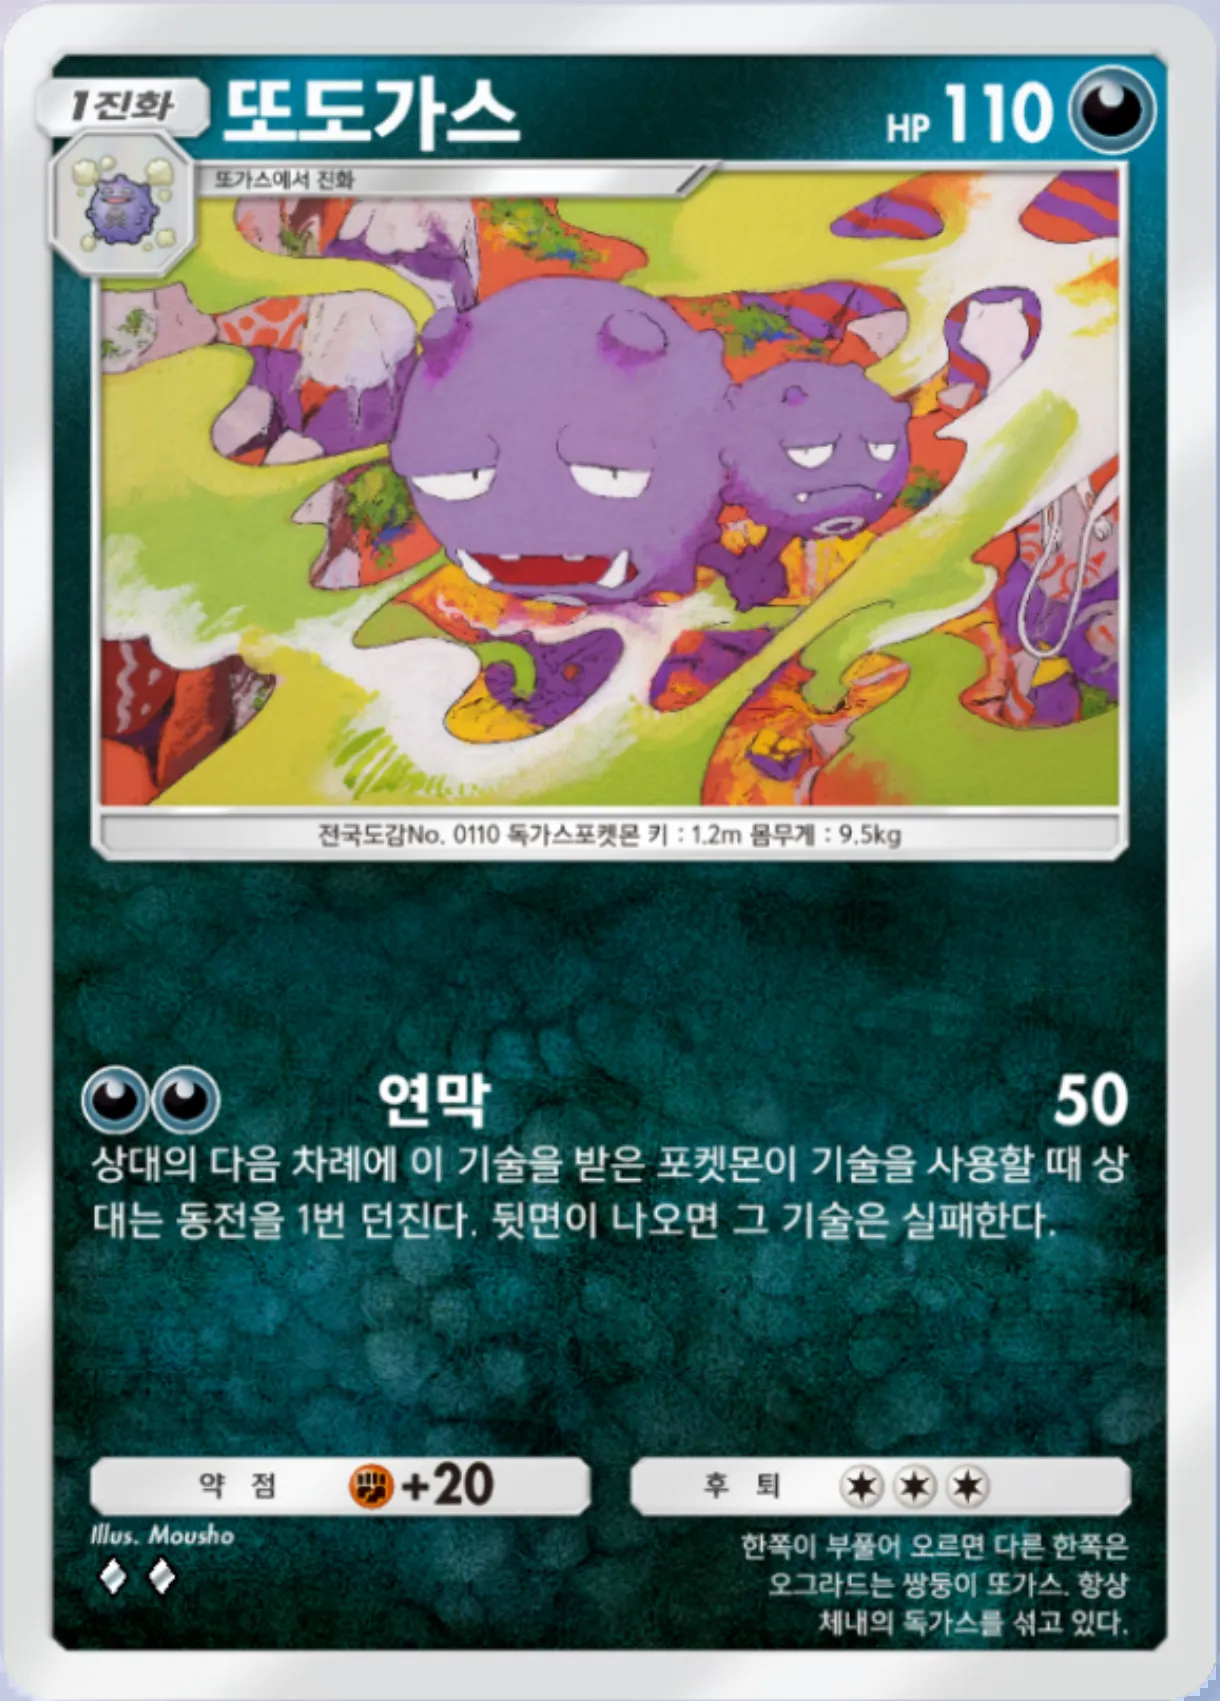 1진화
또도가스
HP 110
또가스에서 진화
전국도감No. 0110 독가스포켓몬 키 : 1.2m 몸무게 : 9.5kg
연막 50
상대의 다음 차례에 이 기술을 받은 포켓몬이 기술을 사용할 때 상
대는 동전을 1번 던진다. 뒷면이 나오면 그 기술은 실패한다.
약 점 +20
후 퇴
Illus. Mousho
한쪽이 부풀어 오르면 다른 한쪽은
오그라드는 쌍둥이 또가스. 항상
체내의 독가스를 섞고 있다.